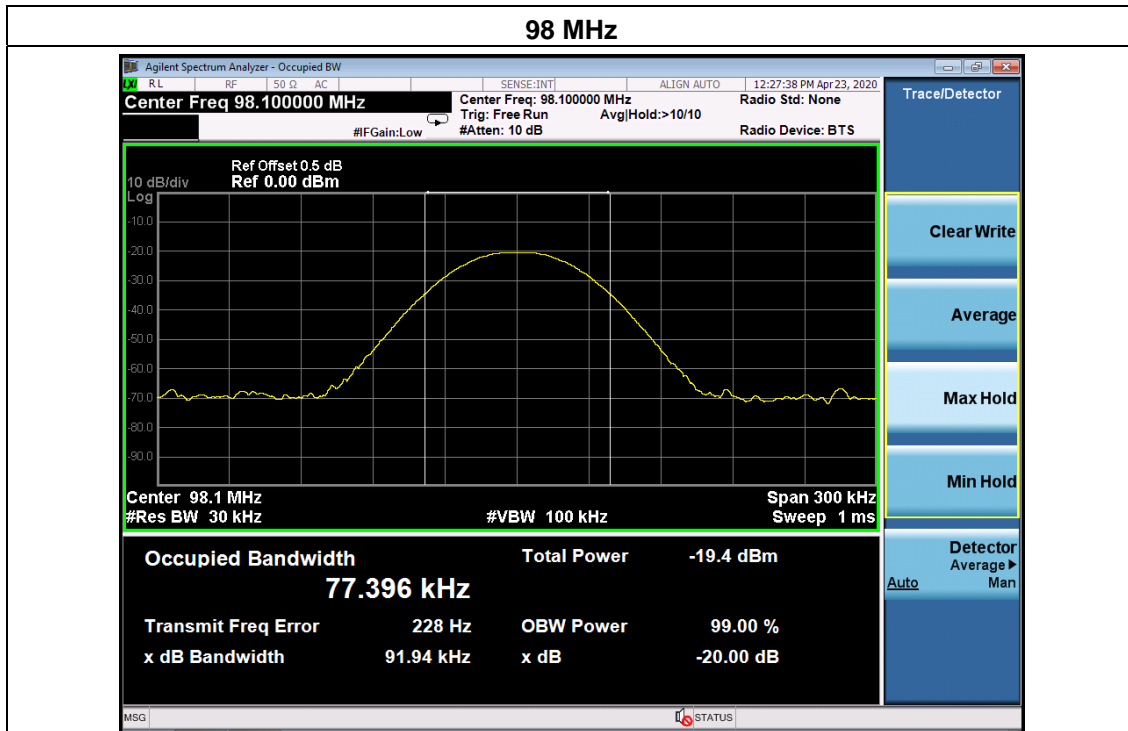 98 MHz
Agilent Spectrum Analyzer - Occupied BW
LXI RL RF 50 Ω AC SENSE:INT ALIGN AUTO 12:27:38 PM Apr 23, 2020
Center Freq 98.100000 MHz
#IFGain:Low
Center Freq: 98.100000 MHz
Trig: Free Run Avg|Hold:>10/10
#Atten: 10 dB
Radio Std: None
Radio Device: BTS
Trace/Detector
Ref Offset 0.5 dB
10 dB/div Ref 0.00 dBm
Log
-10.0
-20.0
-30.0
-40.0
-50.0
-60.0
-70.0
-80.0
-90.0
Center 98.1 MHz Span 300 kHz
#Res BW 30 kHz #VBW 100 kHz Sweep 1 ms
Clear Write
Average
Max Hold
Min Hold
Detector
Average▶
Auto Man
Occupied Bandwidth Total Power -19.4 dBm
77.396 kHz
Transmit Freq Error 228 Hz OBW Power 99.00 %
x dB Bandwidth 91.94 kHz x dB -20.00 dB
MSG STATUS